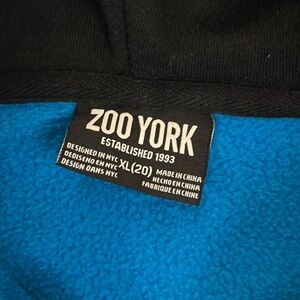 ZOO YORK
ESTABLISHED 1993
DESIGNED IN NYC XL(20) MADE IN CHINA
DEDISENO EN NYC HECHO EN CHINA
DESIGN DANS NYC FABRIQUE EN CHINE